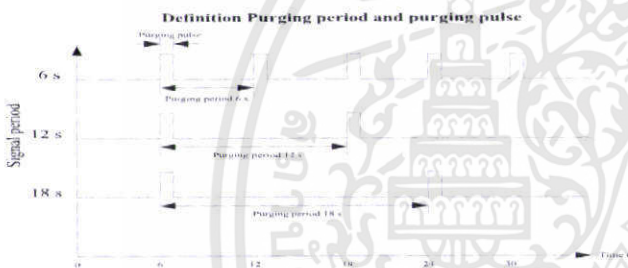 Definition Purging period and purging pulse
Purging pulse
6 s
Purging period 6 s
12 s
Purging period 12 s
18 s
Purging period 18 s
Signal period
0 6 12 18 24 30 Time